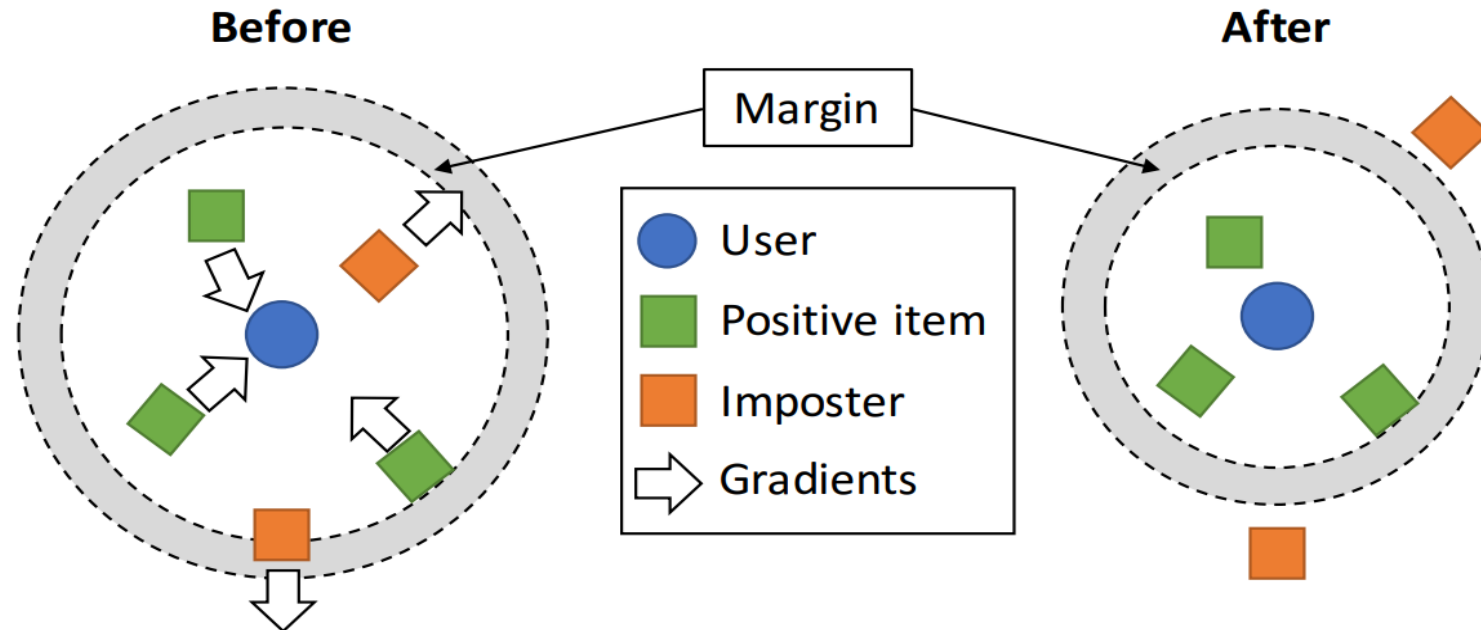 Before
After
Margin
User
Positive item
Imposter
Gradients